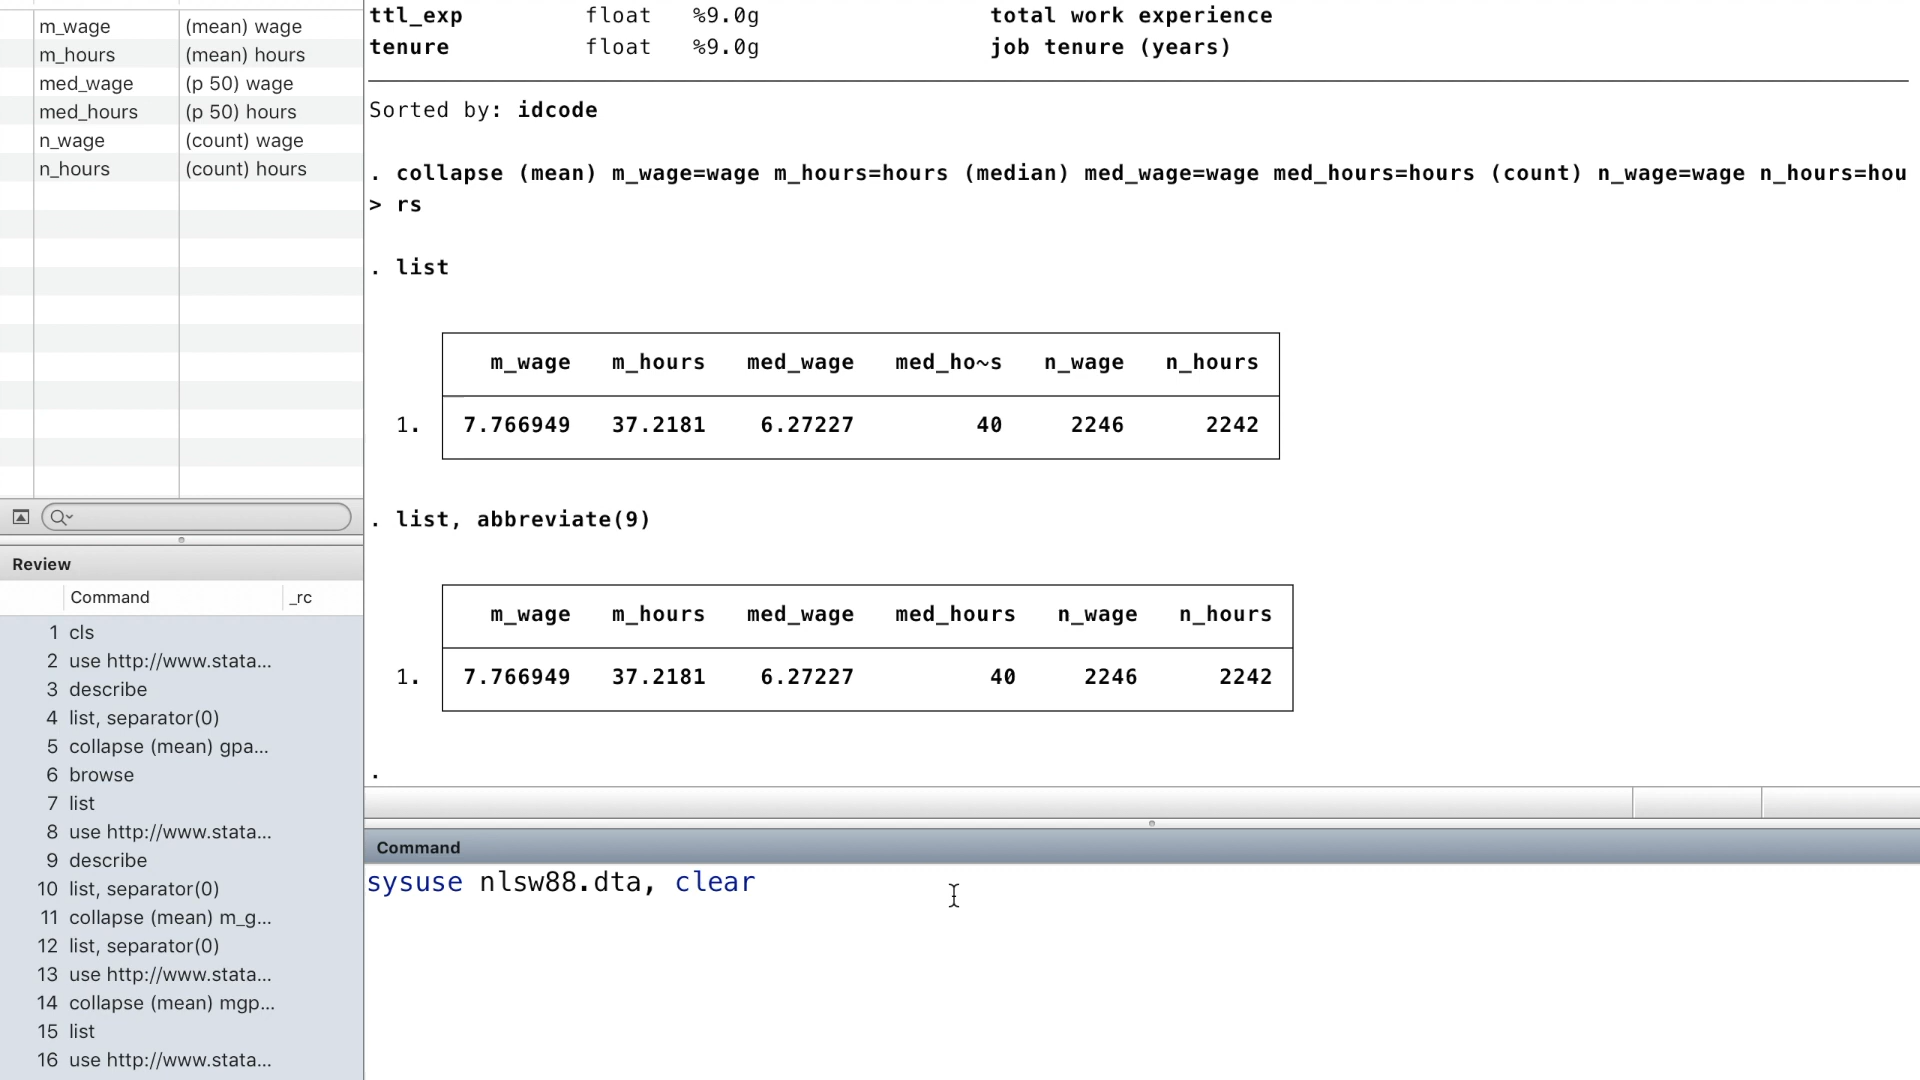 m_wage (mean) wage
m_hours (mean) hours
med_wage (p 50) wage
med_hours (p 50) hours
n_wage (count) wage
n_hours (count) hours
Review
Command _rc
1 cls
2 use http://www.stata...
3 describe
4 list, separator(0)
5 collapse (mean) gpa...
6 browse
7 list
8 use http://www.stata...
9 describe
10 list, separator(0)
11 collapse (mean) m_g...
12 list, separator(0)
13 use http://www.stata...
14 collapse (mean) mgp...
15 list
16 use http://www.stata...
ttl_exp float %9.0g total work experience
tenure float %9.0g job tenure (years)
Sorted by: idcode
. collapse (mean) m_wage=wage m_hours=hours (median) med_wage=wage med_hours=hours (count) n_wage=wage n_hours=hou
> rs
. list
m_wage m_hours med_wage med_ho~s n_wage n_hours
1. 7.766949 37.2181 6.27227 40 2246 2242
. list, abbreviate(9)
m_wage m_hours med_wage med_hours n_wage n_hours
1. 7.766949 37.2181 6.27227 40 2246 2242
.
Command
sysuse nlsw88.dta, clear